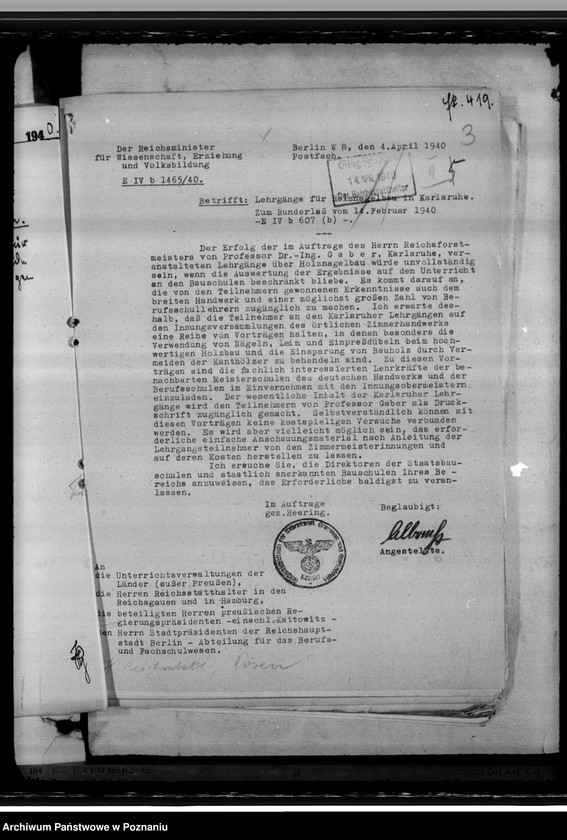 fr. 419.
3
1940.
Der Reichsminister
für Wissenschaft, Erziehung
und Volksbildung
E IV b 1465/40.
Berlin W 8, den 4.April 1940
Postfach.
14 APR 1940
Der Reichsstatthalter
5
Betrifft: Lehrgänge für Holznagelbau in Karlsruhe.
Zum Runderlaß vom 14.Februar 1940
-E IV b 607 (b) -.
Der Erfolg der im Auftrage des Herrn Reichsforst-
meisters von Professor Dr.-Ing. G a b e r, Karlsruhe, ver-
anstalteten Lehrgänge über Holznagelbau würde unvollständig
sein, wenn die Auswertung der Ergebnisse auf den Unterricht
an den Bauschulen beschränkt bliebe. Es kommt darauf an,
die von den Teilnehmern gewonnenen Erkenntnisse auch dem
breiten Handwerk und einer möglichst großen Zahl von Be-
rufsschullehrern zugänglich zu machen. Ich erwarte des-
halb, daß die Teilnehmer an den Karlsruher Lehrgängen auf
den Innungsversammlungen des örtlichen Zimmerhandwerks
eine Reihe von Vorträgen halten, in denen besonders die
Verwendung von Nägeln, Leim und Einpreßdübeln beim hoch-
wertigen Holzbau und die Einsparung von Bauholz durch Ver-
meiden der Kanthölzer zu behandeln sind. Zu diesen Vor-
trägen sind die fachlich interessierten Lehrkräfte der be-
nachbarten Meisterschulen des deutschen Handwerks und der
Berufsschulen im Einvernehmen mit den Innungsobermeistern
einzuladen. Der wesentliche Inhalt der Karlsruher Lehr-
gänge wird den Teilnehmern von Professor Gaber als Druck-
schrift zugänglich gemacht. Selbstverständlich können mit
diesen Vorträgen keine kostspieligen Versuche verbunden
werden. Es wird aber vielleicht möglich sein, das erfor-
derliche einfache Anschauungsmaterial nach Anleitung der
Lehrgangsteilnehmer von den Zimmermeisterinnungen und
auf deren Kosten herstellen zu lassen.
Ich ersuche Sie, die Direktoren der Staatsbau-
schulen und staatlich anerkannten Bauschulen Ihres Be -
reichs anzuweisen, das Erforderliche baldigst zu veran-
lassen.
Im Auftrage
gez.Heering.
Beglaubigt:
Angestellte.
An
die Unterrichtsverwaltungen der
Länder (außer Preußen),
die Herren Reichsstatthalter in den
Reichsgauen und in Hamburg,
die beteiligten Herren preußischen Re-
gierungspräsidenten -einschl.Kattowitz -
den Herrn Stadtpräsidenten der Reichshaupt-
stadt Berlin - Abteilung für das Berufs-
und Fachschulwesen.
Posen
Archiwum Państwowe w Poznaniu